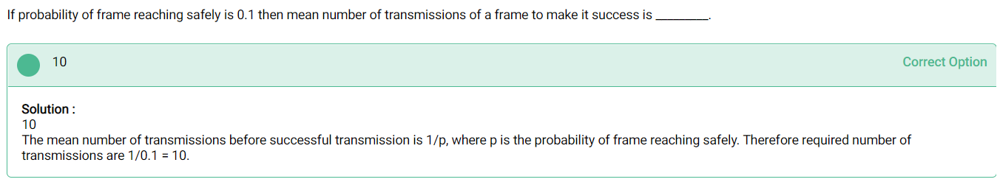 If probability of frame reaching safely is 0.1 then mean number of transmissions of a frame to make it success is ________.
10
Correct Option
Solution :
10
The mean number of transmissions before successful transmission is 1/p, where p is the probability of frame reaching safely. Therefore required number of
transmissions are 1/0.1 = 10.